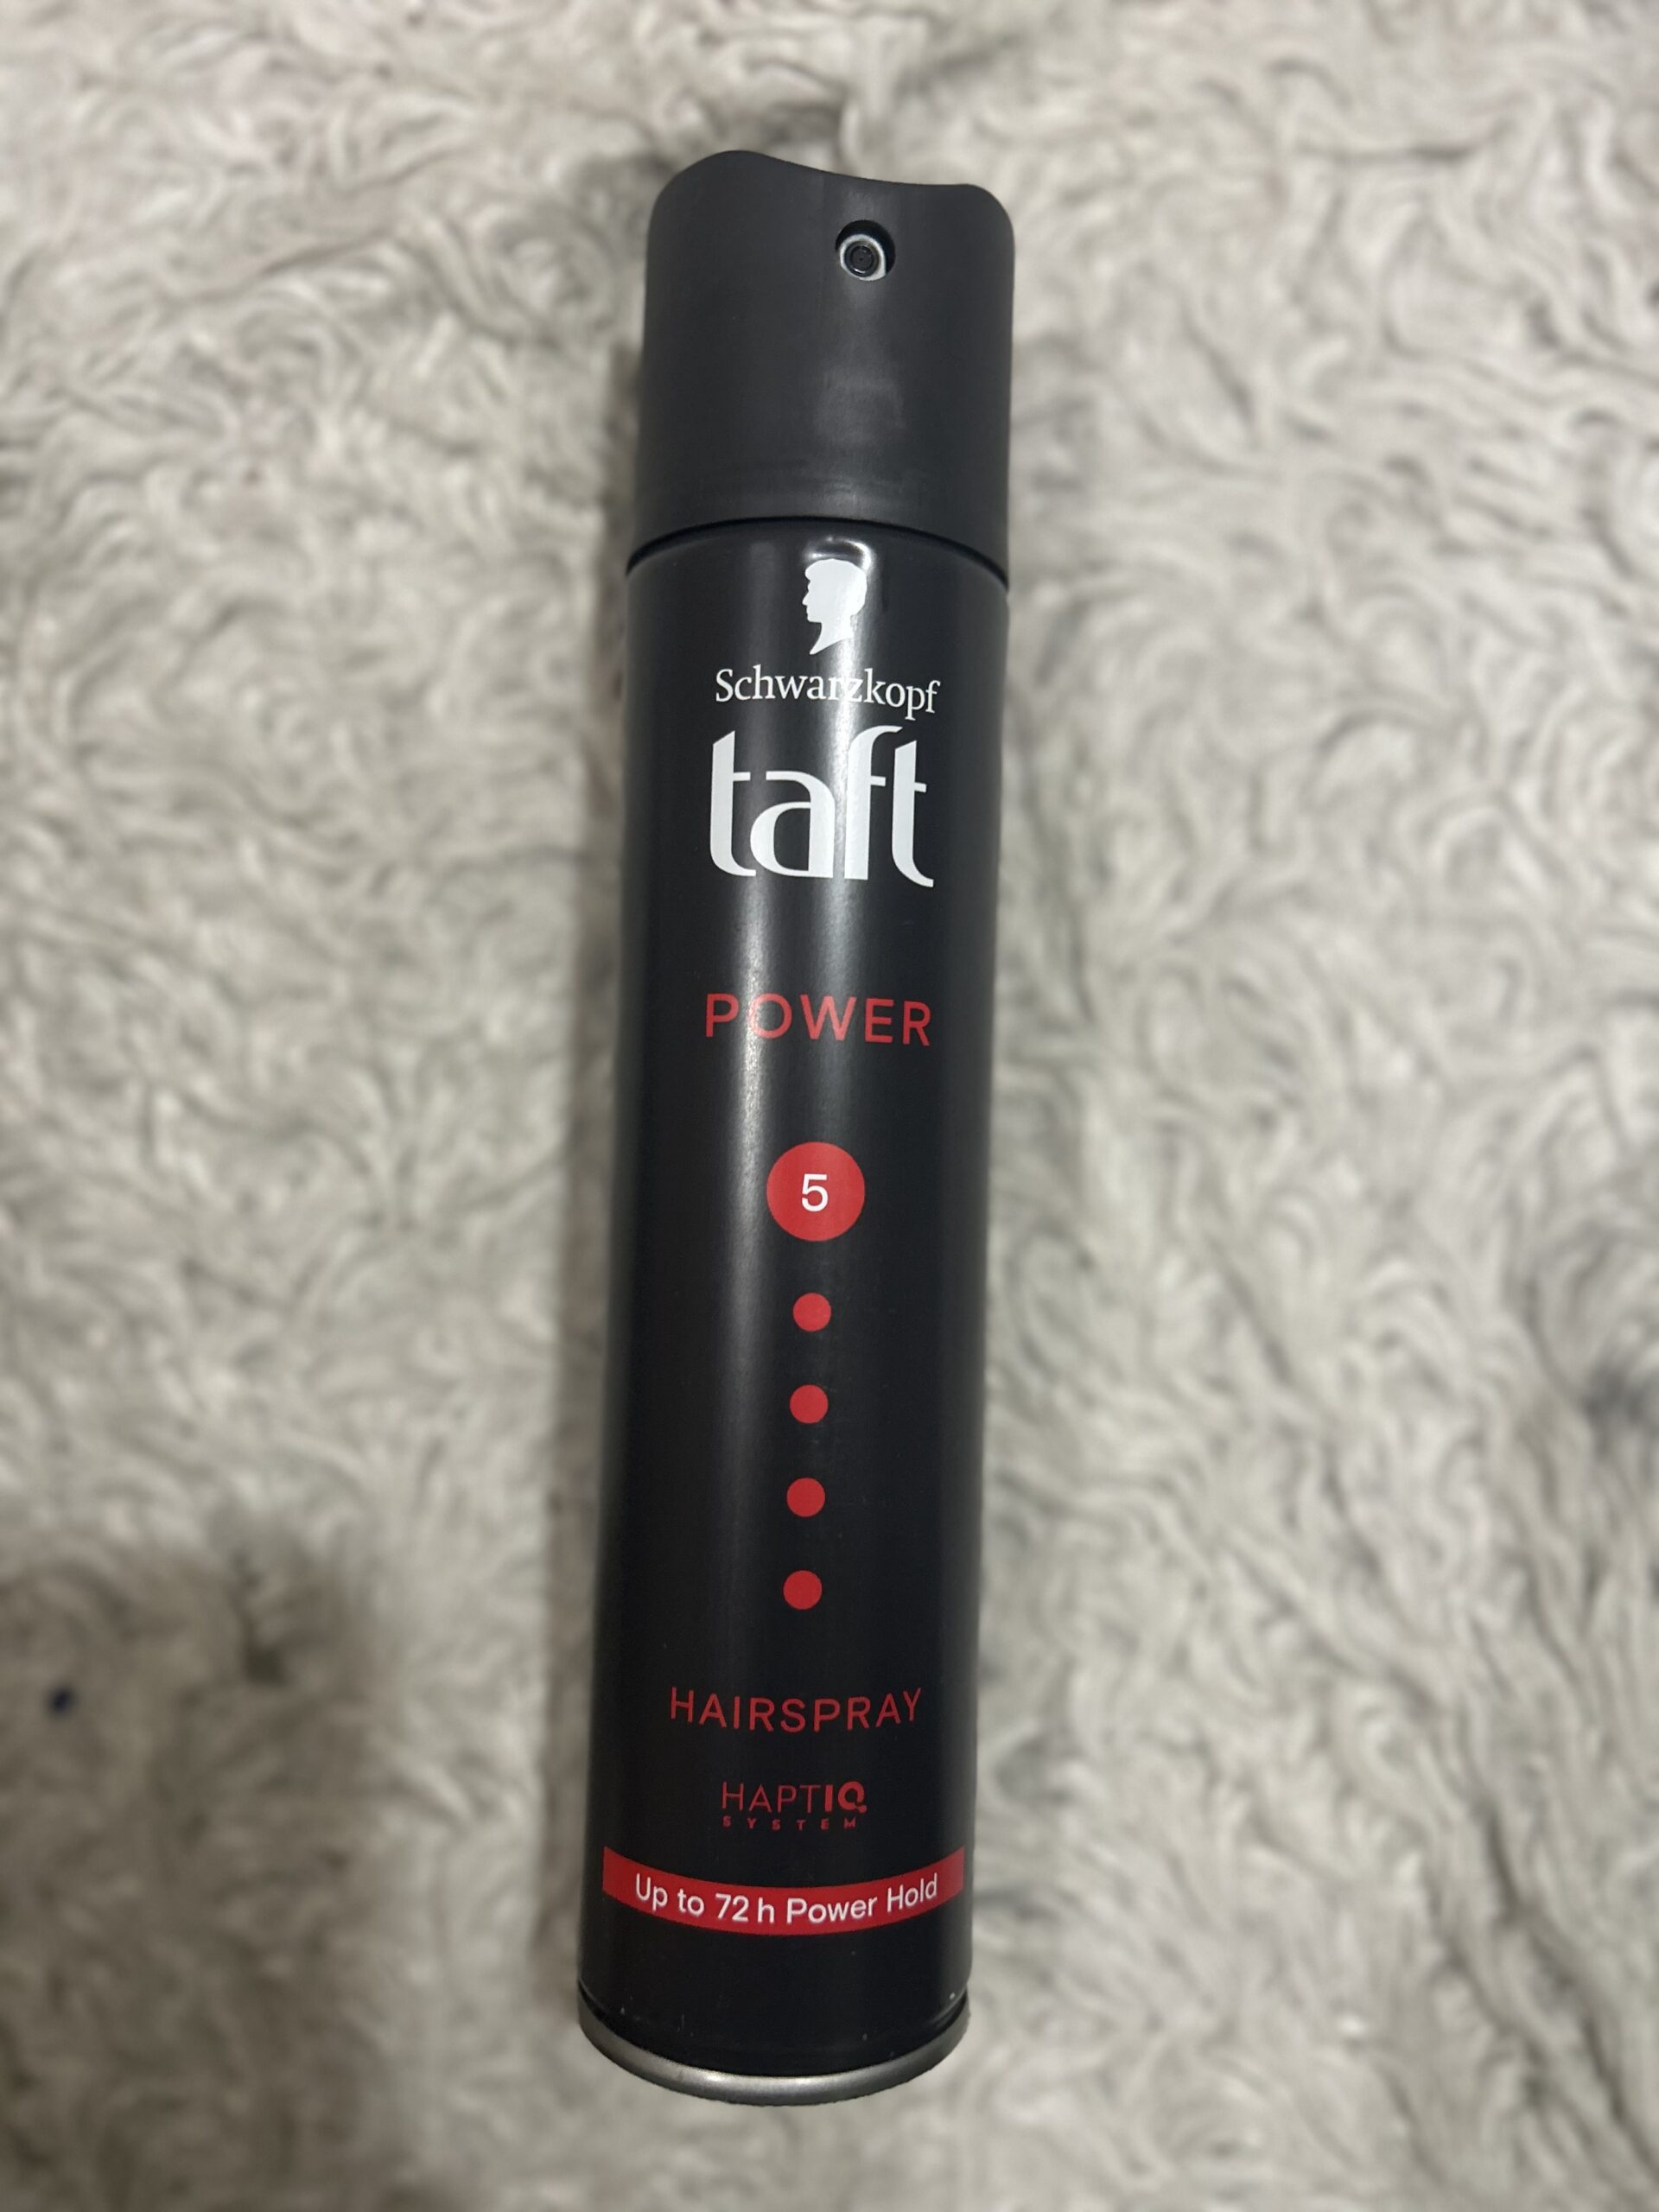 Schwarzkopf
taft
POWER
5
HAIRSPRAY
HAPTIQ
SYSTEM
Up to 72 h Power Hold